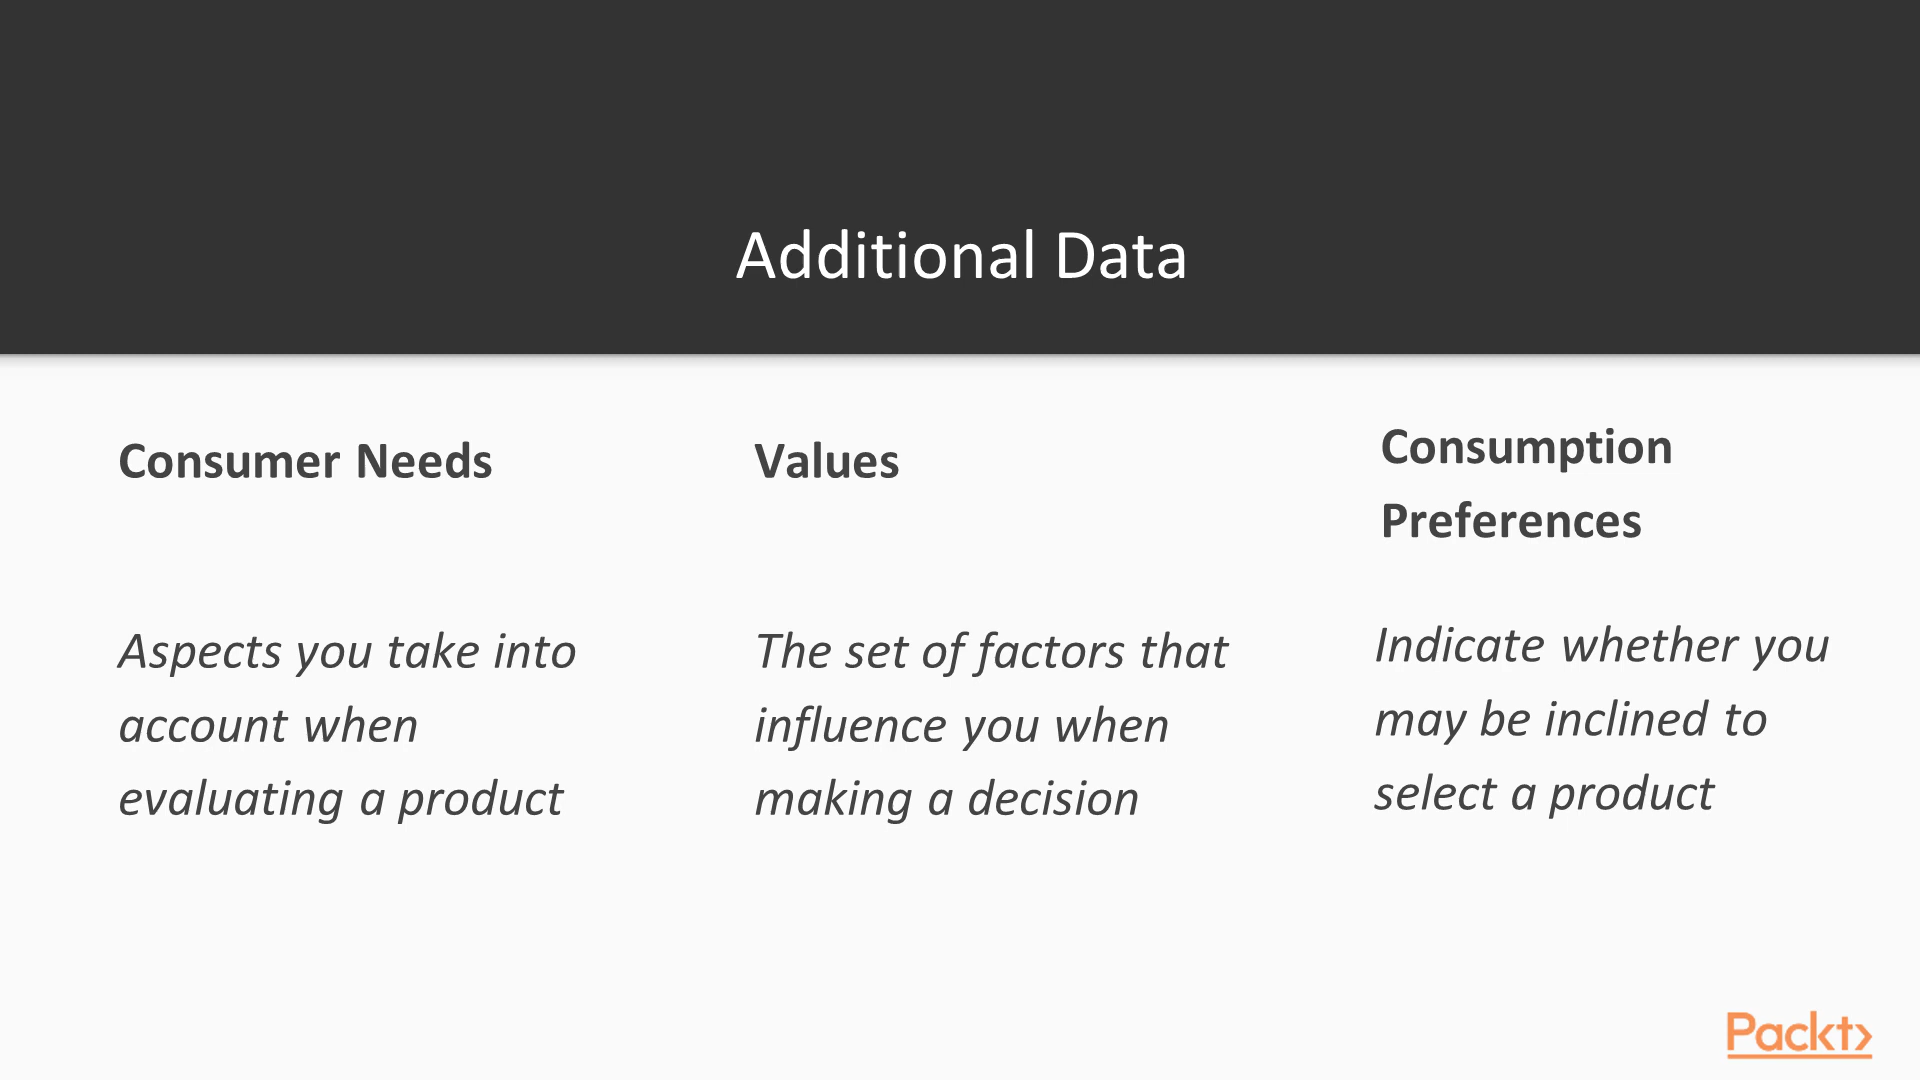 Additional Data
Consumer Needs
Aspects you take into
account when
evaluating a product
Values
The set of factors that
influence you when
making a decision
Consumption
Preferences
Indicate whether you
may be inclined to
select a product
Packt>